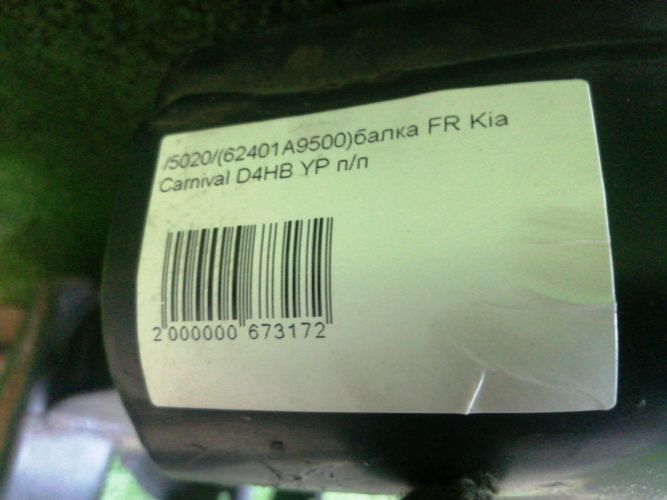 /5020/(62401A9500)балка FR Kia
Carnival D4HB YP п/п
2 000000 673172